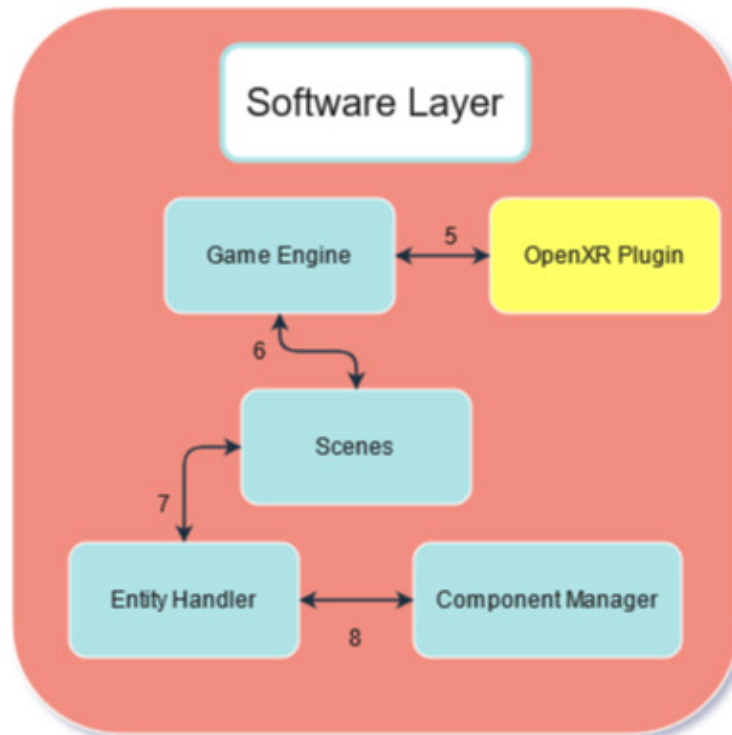 Software Layer
Game Engine
5
OpenXR Plugin
6
Scenes
7
Entity Handler
8
Component Manager